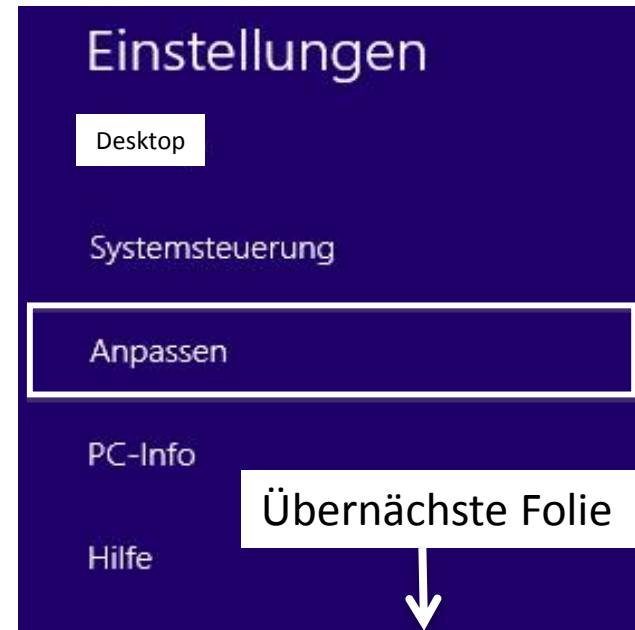 Einstellungen
Desktop
Systemsteuerung
Anpassen
PC-Info
Übernächste Folie
Hilfe